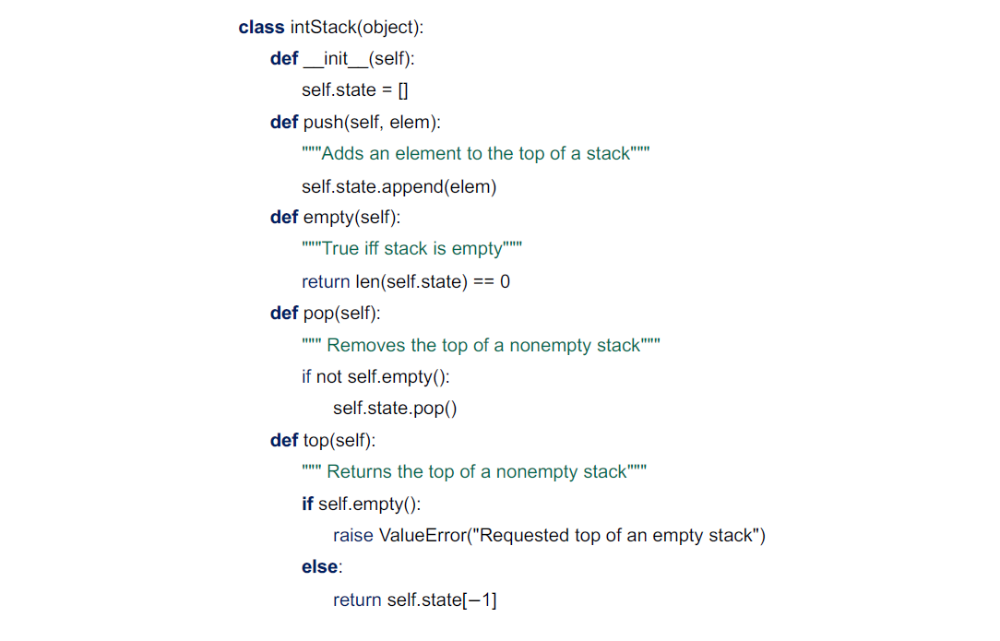 class intStack(object):
def __init__(self):
self.state = []
def push(self, elem):
"""Adds an element to the top of a stack"""
self.state.append(elem)
def empty(self):
"""True iff stack is empty"""
return len(self.state) == 0
def pop(self):
""" Removes the top of a nonempty stack"""
if not self.empty():
self.state.pop()
def top(self):
""" Returns the top of a nonempty stack"""
if self.empty():
raise ValueError("Requested top of an empty stack")
else:
return self.state[−1]